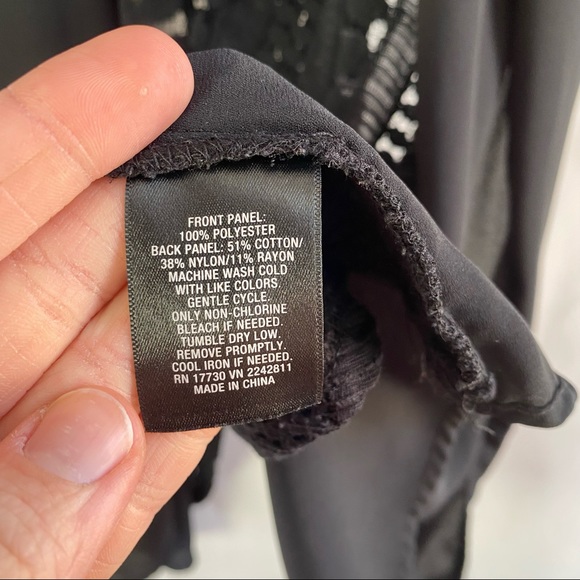 FRONT PANEL:
100% POLYESTER
BACK PANEL: 51% COTTON/
38% NYLON/11% RAYON
MACHINE WASH COLD
WITH LIKE COLORS.
GENTLE CYCLE.
ONLY NON-CHLORINE
BLEACH IF NEEDED.
TUMBLE DRY LOW.
REMOVE PROMPTLY.
COOL IRON IF NEEDED.
RN 17730 VN 2242811
MADE IN CHINA